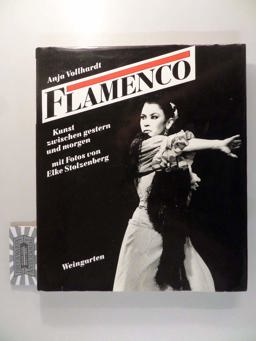 Anja Vollhardt
FLAMENCO
Kunst
zwischen gestern
und morgen
mit Fotos von
Elke Stolzenberg
Weingarten